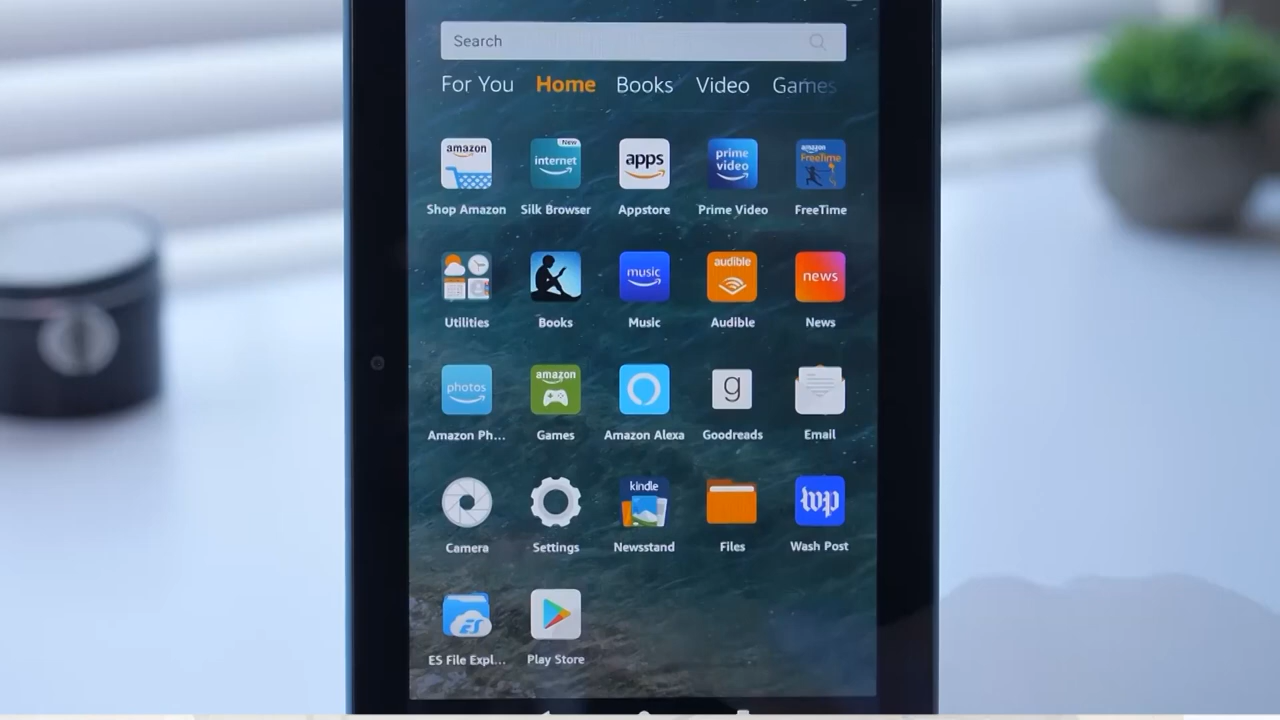 Search
For You Home Books Video Games
amazon
New
internet
apps
prime
video
amazon
FreeTime
Shop Amazon Silk Browser Appstore Prime Video FreeTime
music
audible
news
Utilities Books Music Audible News
photos
amazon
g
Amazon Ph... Games Amazon Alexa Goodreads Email
kindle
wp
Camera Settings Newsstand Files Wash Post
ES
ES File Expl... Play Store